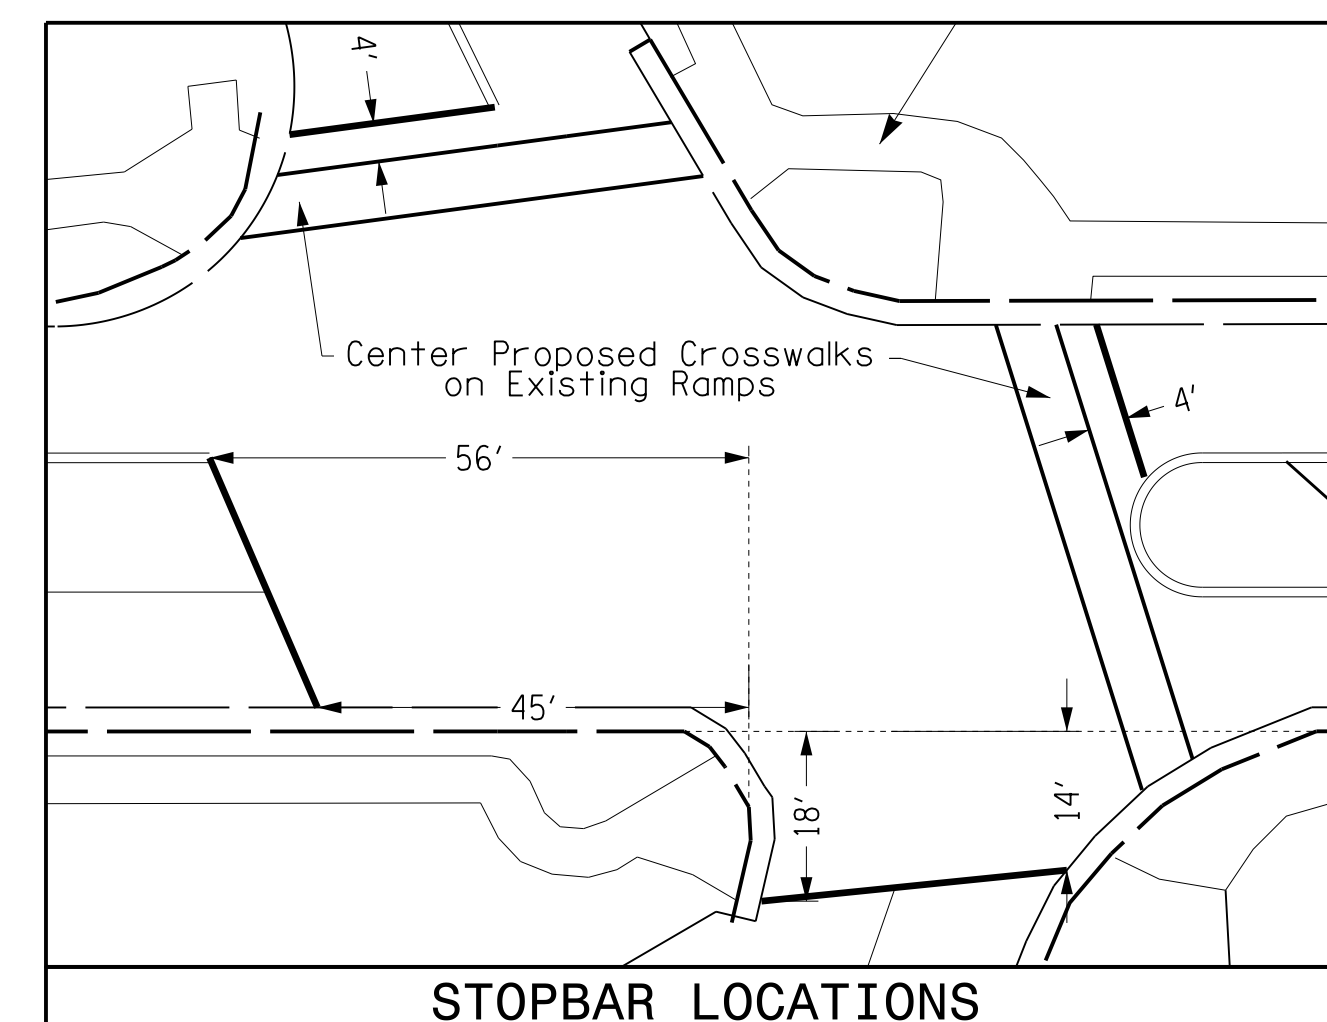 4'
Center Proposed Crosswalks
on Existing Ramps
4'
56'
45'
18'
14'
STOPBAR LOCATIONS